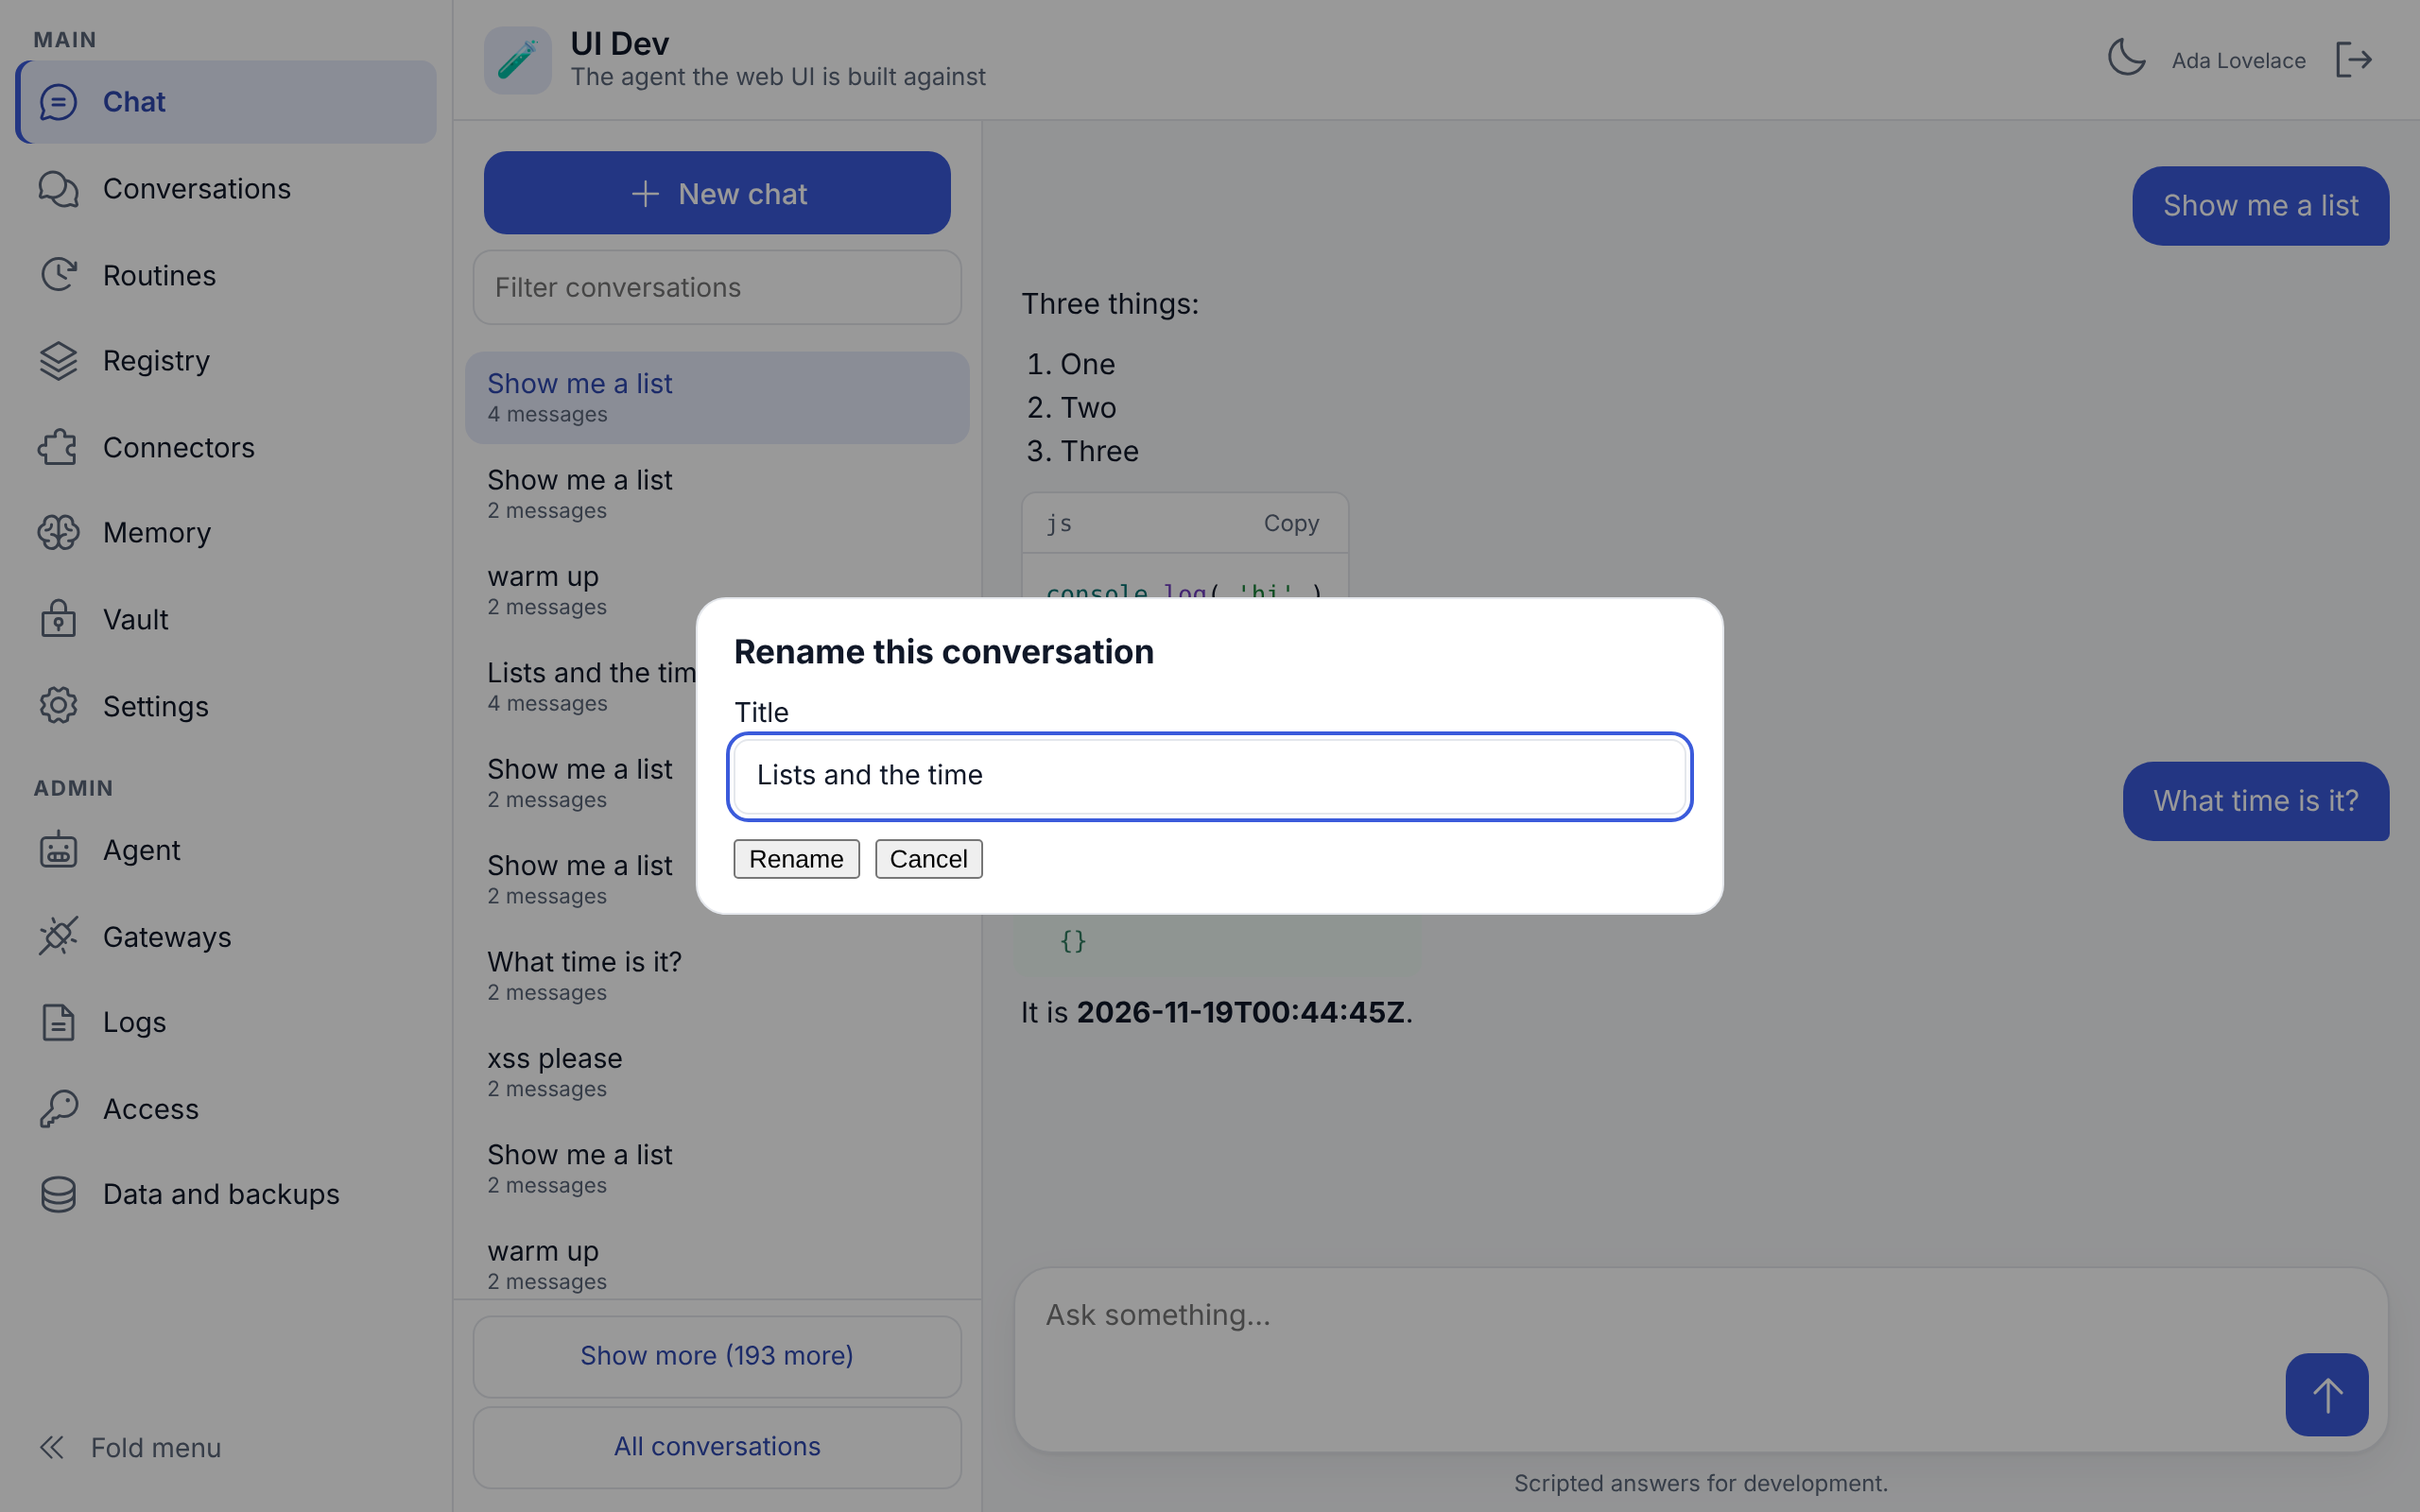 MAIN
Chat
Conversations
Routines
Registry
Connectors
Memory
Vault
Settings
ADMIN
Agent
Gateways
Logs
Access
Data and backups
Fold menu
UI Dev
The agent the web UI is built against
Ada Lovelace
New chat
Filter conversations
Show me a list
4 messages
Show me a list
2 messages
warm up
2 messages
Lists and the tim
4 messages
Show me a list
2 messages
Show me a list
2 messages
What time is it?
2 messages
xss please
2 messages
Show me a list
2 messages
warm up
2 messages
Show more (193 more)
All conversations
Show me a list
Three things:
1. One
2. Two
3. Three
js
Copy
console.log( 'hi' )
Rename this conversation
Title
Lists and the time
Rename
Cancel
What time is it?
{}
It is 2026-11-19T00:44:45Z.
Ask something...
Scripted answers for development.